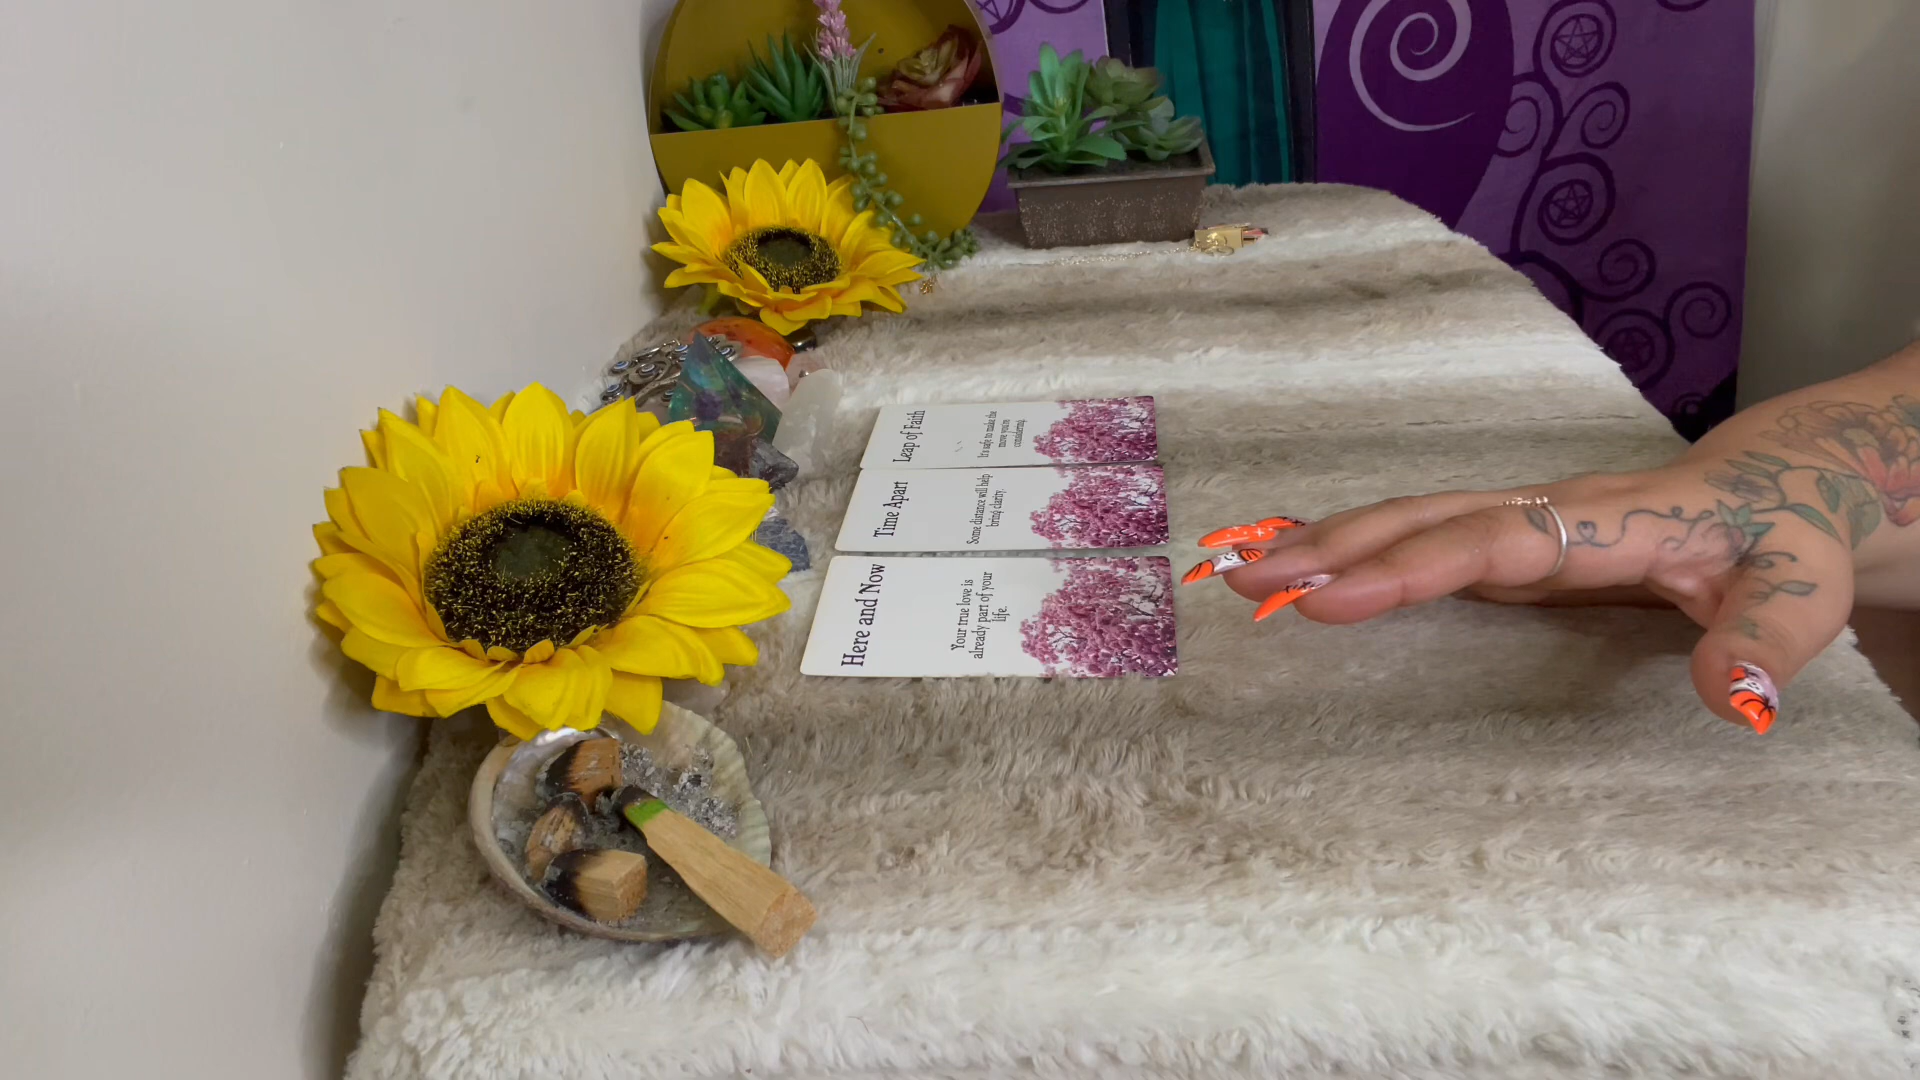 Leap of Faith
It's safe to make the
move you're
considering.
Time Apart
Some distance will help
bring clarity.
Here and Now
Your true love is
already part of your
life.